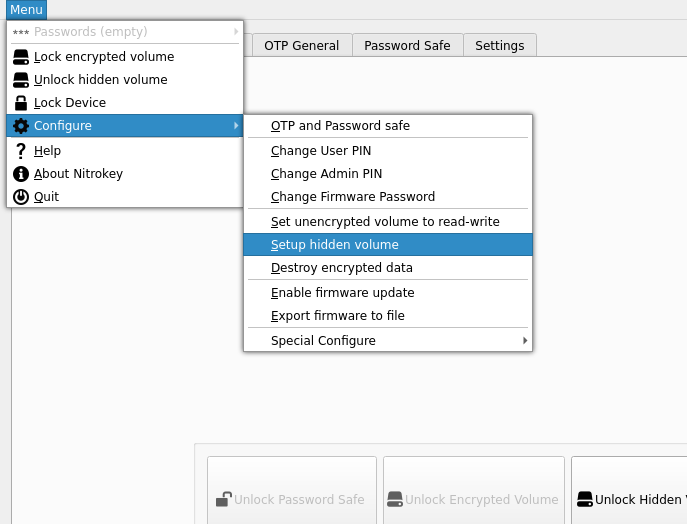 Menu
*** Passwords (empty)
Lock encrypted volume
Unlock hidden volume
Lock Device
Configure
Help
About Nitrokey
Quit
OTP General
Password Safe
Settings
OTP and Password safe
Change User PIN
Change Admin PIN
Change Firmware Password
Set unencrypted volume to read-write
Setup hidden volume
Destroy encrypted data
Enable firmware update
Export firmware to file
Special Configure
Unlock Password Safe
Unlock Encrypted Volume
Unlock Hidden